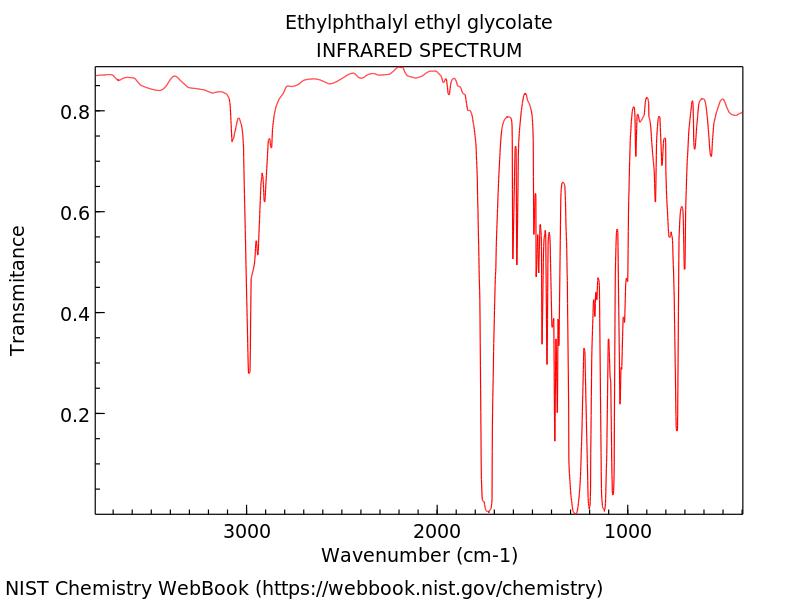 Ethylphthalyl ethyl glycolate
INFRARED SPECTRUM
0.8
0.6
0.4
0.2
Transmitance
3000 2000 1000
Wavenumber (cm-1)
NIST Chemistry WebBook (https://webbook.nist.gov/chemistry)